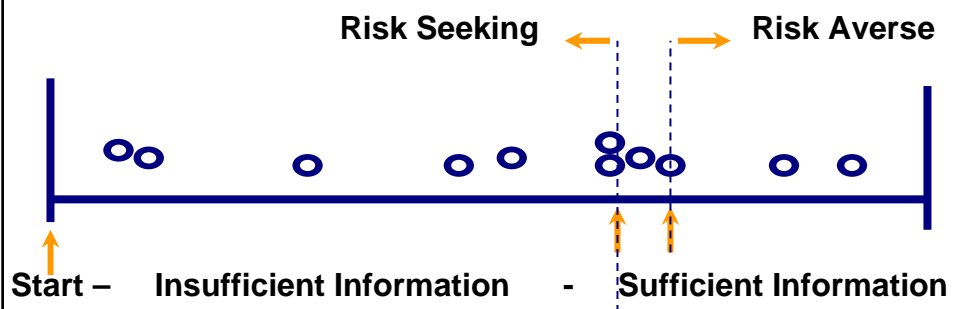 Risk Seeking Risk Averse
Start – Insufficient Information - Sufficient Information